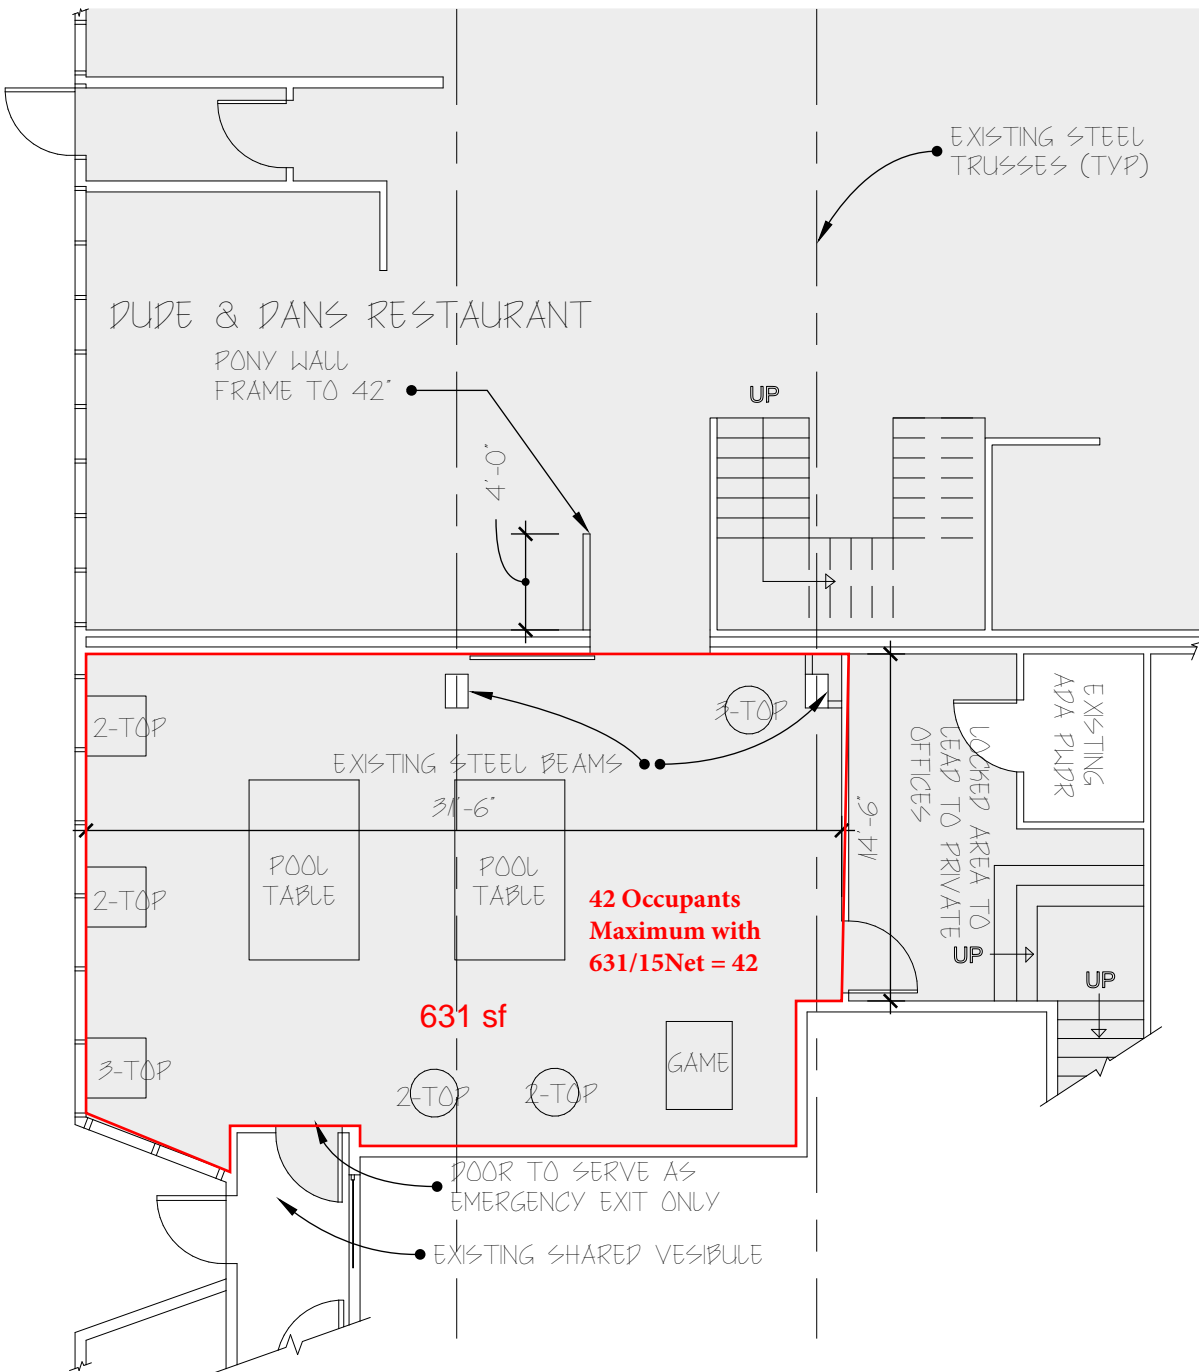 EXISTING STEEL
TRUSSES (TYP)
DUDE & DANS RESTAURANT
PONY WALL
FRAME TO 42"
UP
4'-0"
2-TOP
3-TOP
EXISTING
ADA PWDR
EXISTING STEEL BEAMS
LOCKED AREA TO
LEAD TO PRIVATE
OFFICES
31'-6"
14'-6"
POOL
TABLE
POOL
TABLE
2-TOP
42 Occupants
Maximum with
631/15Net = 42
UP
UP
631 sf
3-TOP
2-TOP
2-TOP
GAME
DOOR TO SERVE AS
EMERGENCY EXIT ONLY
EXISTING SHARED VESIBULE